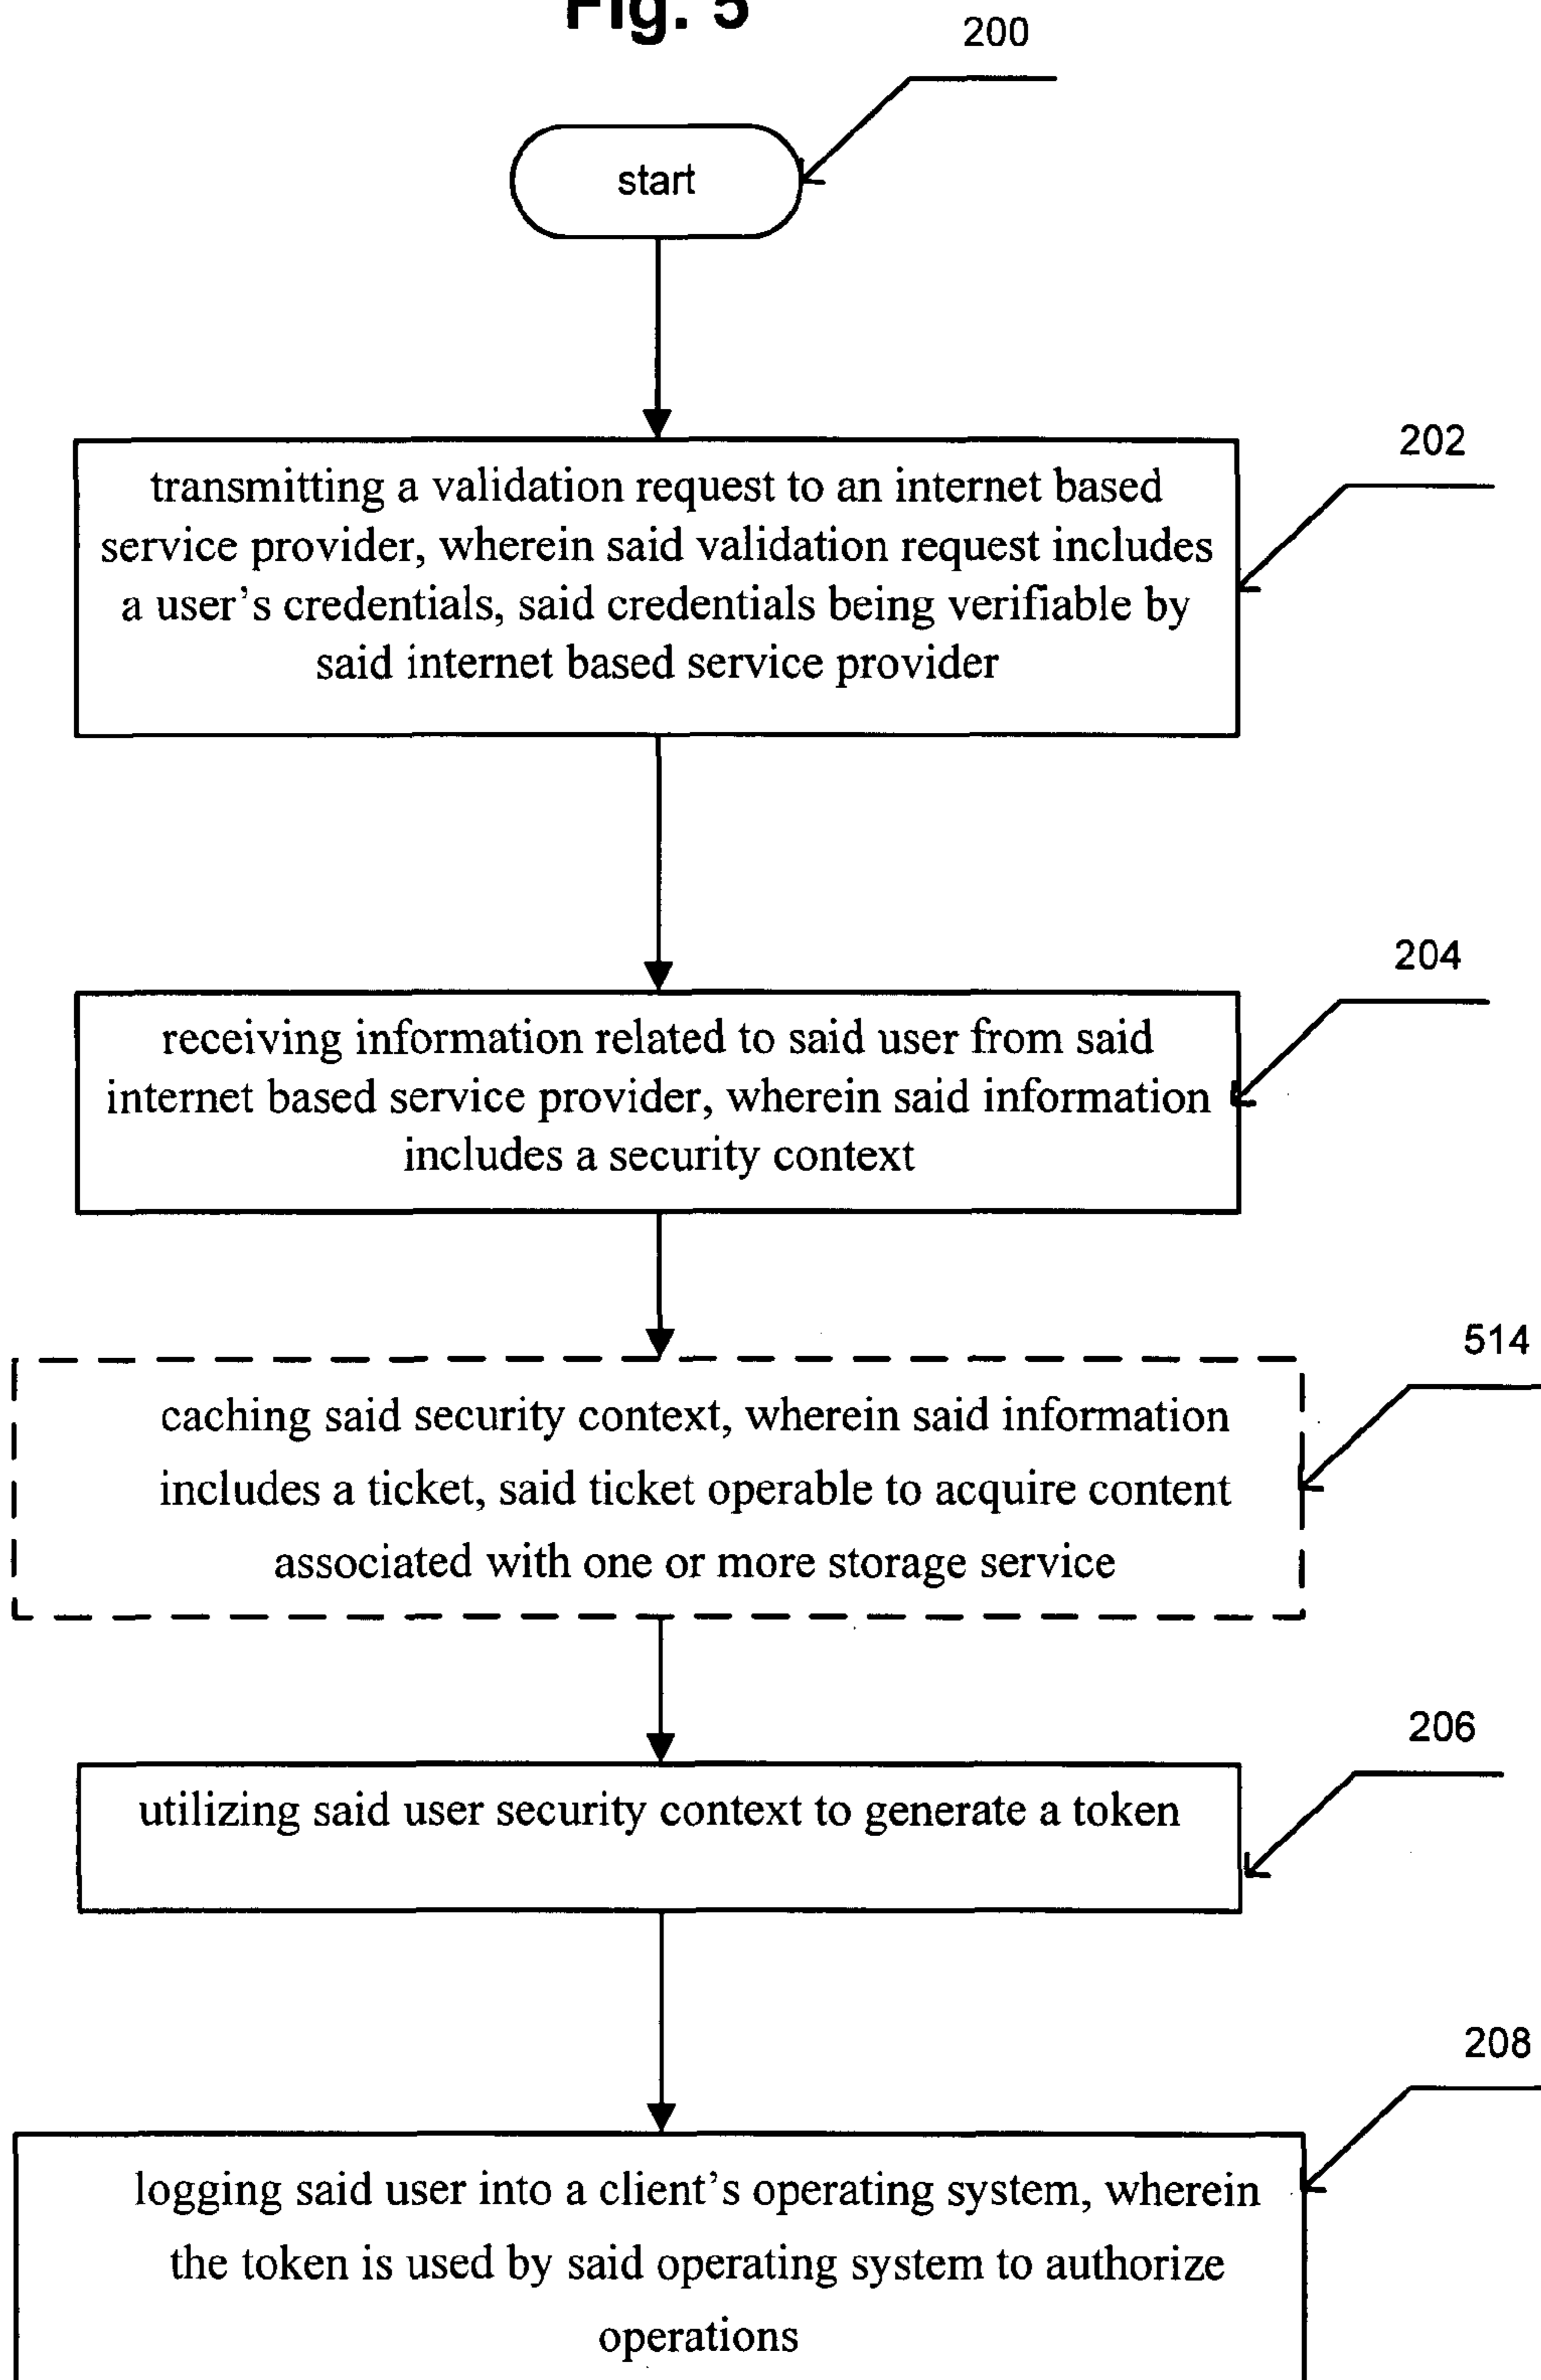 Fig. 5
200
start
202
transmitting a validation request to an internet based
service provider, wherein said validation request includes
a user’s credentials, said credentials being verifiable by
said internet based service provider
204
receiving information related to said user from said
internet based service provider, wherein said information
includes a security context
514
caching said security context, wherein said information
includes a ticket, said ticket operable to acquire content
associated with one or more storage service
206
utilizing said user security context to generate a token
208
logging said user into a client’s operating system, wherein
the token is used by said operating system to authorize
operations